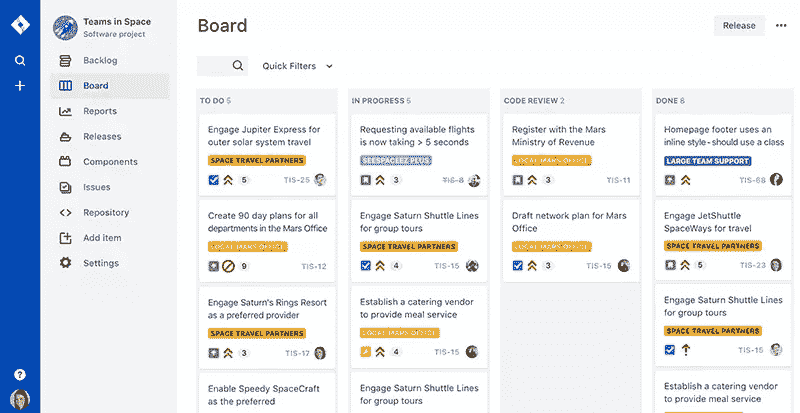 Teams in Space
Software project
Backlog
Board
Reports
Releases
Components
Issues
Repository
Add item
Settings
Board
Release
Quick Filters
TO DO 5
Engage Jupiter Express for
outer solar system travel
SPACE TRAVEL PARTNERS
5
TIS-25
Create 90 day plans for all
departments in the Mars Office
LOCAL MARS OFFICE
9
TIS-12
Engage Saturn's Rings Resort
as a preferred provider
SPACE TRAVEL PARTNERS
3
TIS-17
Enable Speedy SpaceCraft
as the preferred
IN PROGRESS 5
Requesting available flights
is now taking > 5 seconds
SEESPACEEZ PLUS
3
TIS-8
Engage Saturn Shuttle Lines
for group tours
SPACE TRAVEL PARTNERS
4
TIS-15
Establish a catering vendor
to provide meal service
LOCAL MARS OFFICE
4
TIS-15
Engage Saturn Shuttle Lines
for group tours
CODE REVIEW 2
Register with the Mars
Ministry of Revenue
LOCAL MARS OFFICE
3
TIS-11
Draft network plan for Mars
Office
LOCAL MARS OFFICE
3
TIS-15
DONE 8
Homepage footer uses an
inline style - should use a class
LARGE TEAM SUPPORT
TIS-68
Engage JetShuttle
SpaceWays for travel
SPACE TRAVEL PARTNERS
5
TIS-23
Engage Saturn Shuttle Lines
for group tours
SPACE TRAVEL PARTNERS
TIS-15
Establish a catering vendor
to provide meal service